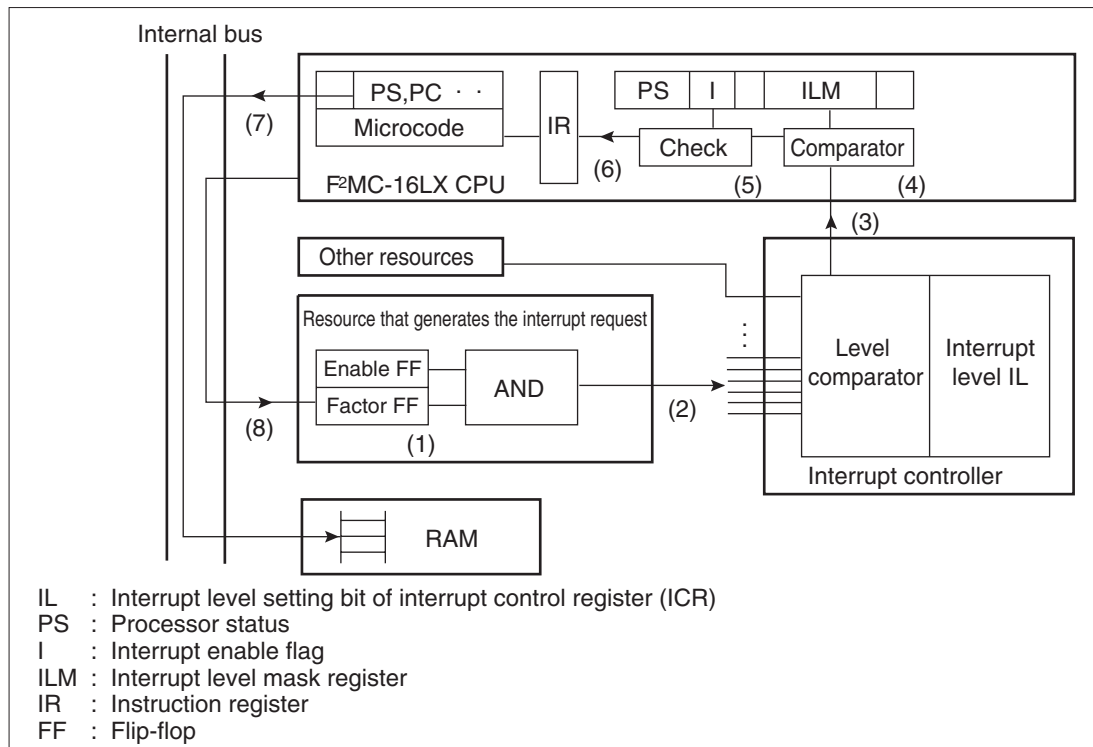 Internal bus
PS,PC · ·
Microcode
IR
PS I ILM
Check
Comparator
(7)
(6)
(5)
(4)
F2MC-16LX CPU
(3)
Other resources
Resource that generates the interrupt request
Enable FF
Factor FF
AND
(8)
(1)
(2)
Level
comparator
Interrupt
level IL
Interrupt controller
RAM
IL : Interrupt level setting bit of interrupt control register (ICR)
PS : Processor status
I : Interrupt enable flag
ILM : Interrupt level mask register
IR : Instruction register
FF : Flip-flop